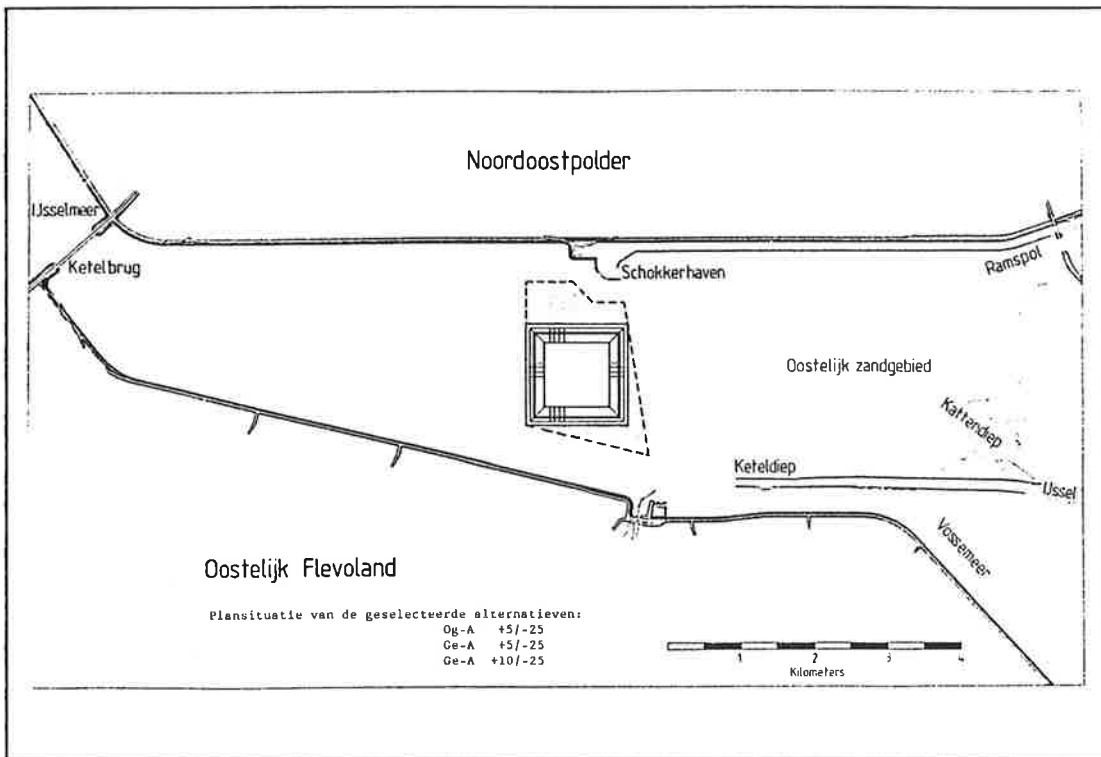 Noordoostpolder
IJsselmeer
Ketelbrug
Schokkerhaven
Ramspol
Oostelijk zandgebied
Kattendiep
Keteldiep
IJssel
Vossemeer
Oostelijk Flevoland
Plansituatie van de geselecteerde alternatieven:
Og-A +5/-25
Ge-A +5/-25
Ge-A +10/-25
1 2 3 4
Kilometers